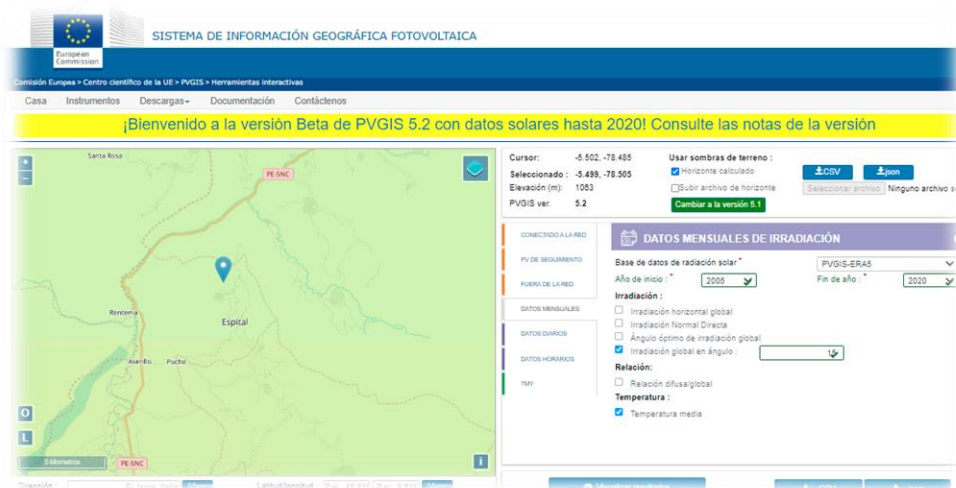 European
Commission
SISTEMA DE INFORMACIÓN GEOGRÁFICA FOTOVOLTAICA
Comisión Europea > Centro científico de la UE > PVGIS > Herramientas interactivas
Casa Instrumentos Descargas Documentación Contáctenos
¡Bienvenido a la versión Beta de PVGIS 5.2 con datos solares hasta 2020! Consulte las notas de la versión
+
−
Santa Rosa
PE-5NC
Rentema
Espital
Aserillo
Pucha
O
L
5 kilómetros
PE-5NC
i
Dirección :
Cursor: -5.502, -78.485
Seleccionado : -5.499, -78.505
Elevación (m): 1063
PVGIS ver. 5.2
Usar sombras de terreno :
Horizonte calculado
Subir archivo de horizonte
Cambiar a la versión 5.1
CSV json
Seleccionar archivo Ninguno archivo
CONECTADO A LA RED
PV DE SEGUIMIENTO
FUERA DE LA RED
DATOS MENSUALES
DATOS DIARIOS
DATOS HORARIOS
TMY
DATOS MENSUALES DE IRRADIACIÓN
Base de datos de radiación solar * PVGIS-ERA5
Año de inicio : * 2005 Fin de año : * 2020
Irradiación :
Irradiación horizontal global
Irradiación Normal Directa
Ángulo óptimo de irradiación global
Irradiación global en ángulo : 15
Relación:
Relación difusa/global
Temperatura :
Temperatura media